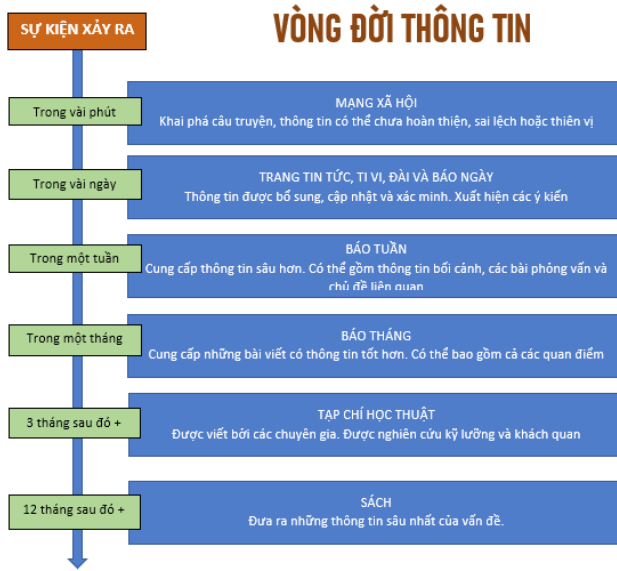 SỰ KIỆN XẢY RA
VÒNG ĐỜI THÔNG TIN
Trong vài phút
MẠNG XÃ HỘI
Khai phá câu truyện, thông tin có thể chưa hoàn thiện, sai lệch hoặc thiên vị
Trong vài ngày
TRANG TIN TỨC, TI VI, ĐÀI VÀ BÁO NGÀY
Thông tin được bổ sung, cập nhật và xác minh. Xuất hiện các ý kiến
Trong một tuần
BÁO TUẦN
Cung cấp thông tin sâu hơn. Có thể gồm thông tin bối cảnh, các bài phỏng vấn và
chủ đề liên quan
Trong một tháng
BÁO THÁNG
Cung cấp những bài viết có thông tin tốt hơn. Có thể bao gồm cả các quan điểm
3 tháng sau đó +
TẠP CHÍ HỌC THUẬT
Được viết bởi các chuyên gia. Được nghiên cứu kỹ lưỡng và khách quan
12 tháng sau đó +
SÁCH
Đưa ra những thông tin sâu nhất của vấn đề.